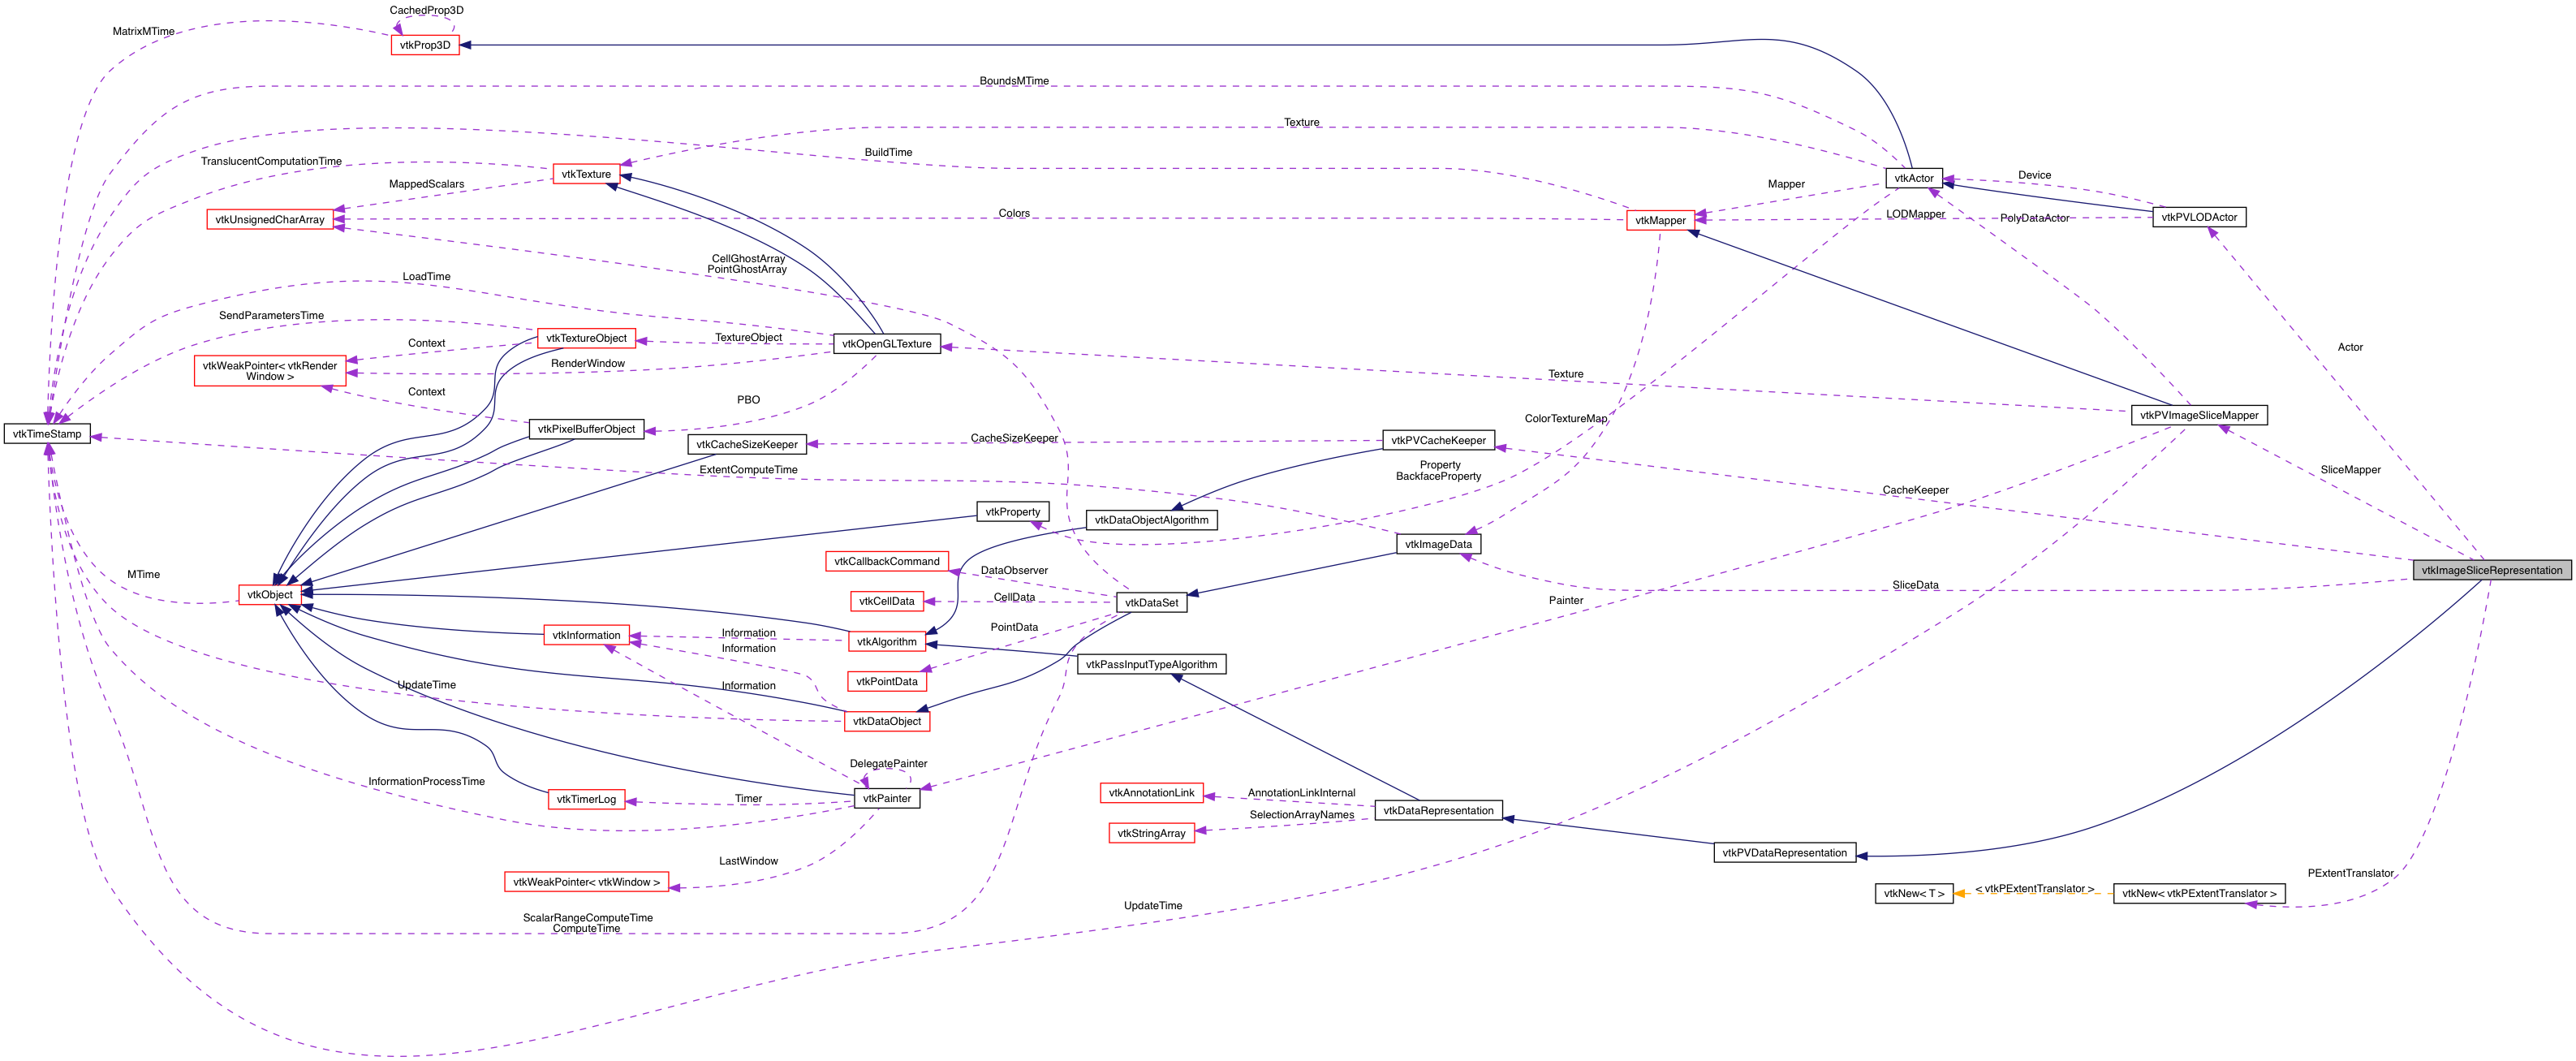 CachedProp3D
MatrixMTime
vtkProp3D
BoundsMTime
Texture
BuildTime
TranslucentComputationTime
vtkTexture
vtkActor
Device
MappedScalars
Mapper
vtkUnsignedCharArray
Colors
vtkMapper
LODMapper
PolyDataActor
vtkPVLODActor
CellGhostArray
PointGhostArray
LoadTime
SendParametersTime
vtkTextureObject
TextureObject
vtkOpenGLTexture
Context
Actor
vtkWeakPointer< vtkRender
Window >
RenderWindow
Texture
Context
PBO
vtkPVImageSliceMapper
ColorTextureMap
vtkTimeStamp
vtkPixelBufferObject
vtkCacheSizeKeeper
CacheSizeKeeper
vtkPVCacheKeeper
ExtentComputeTime
Property
BackfaceProperty
SliceMapper
CacheKeeper
vtkProperty
vtkDataObjectAlgorithm
vtkImageData
vtkCallbackCommand
DataObserver
vtkImageSliceRepresentation
MTime
SliceData
vtkObject
vtkCellData
CellData
vtkDataSet
Painter
PointData
vtkInformation
Information
vtkAlgorithm
Information
vtkPassInputTypeAlgorithm
vtkPointData
UpdateTime
Information
vtkDataObject
DelegatePainter
InformationProcessTime
vtkTimerLog
Timer
vtkPainter
vtkAnnotationLink
AnnotationLinkInternal
vtkDataRepresentation
SelectionArrayNames
vtkStringArray
vtkPVDataRepresentation
LastWindow
PExtentTranslator
vtkWeakPointer< vtkWindow >
vtkNew< T >
< vtkPExtentTranslator >
vtkNew< vtkPExtentTranslator >
UpdateTime
ScalarRangeComputeTime
ComputeTime